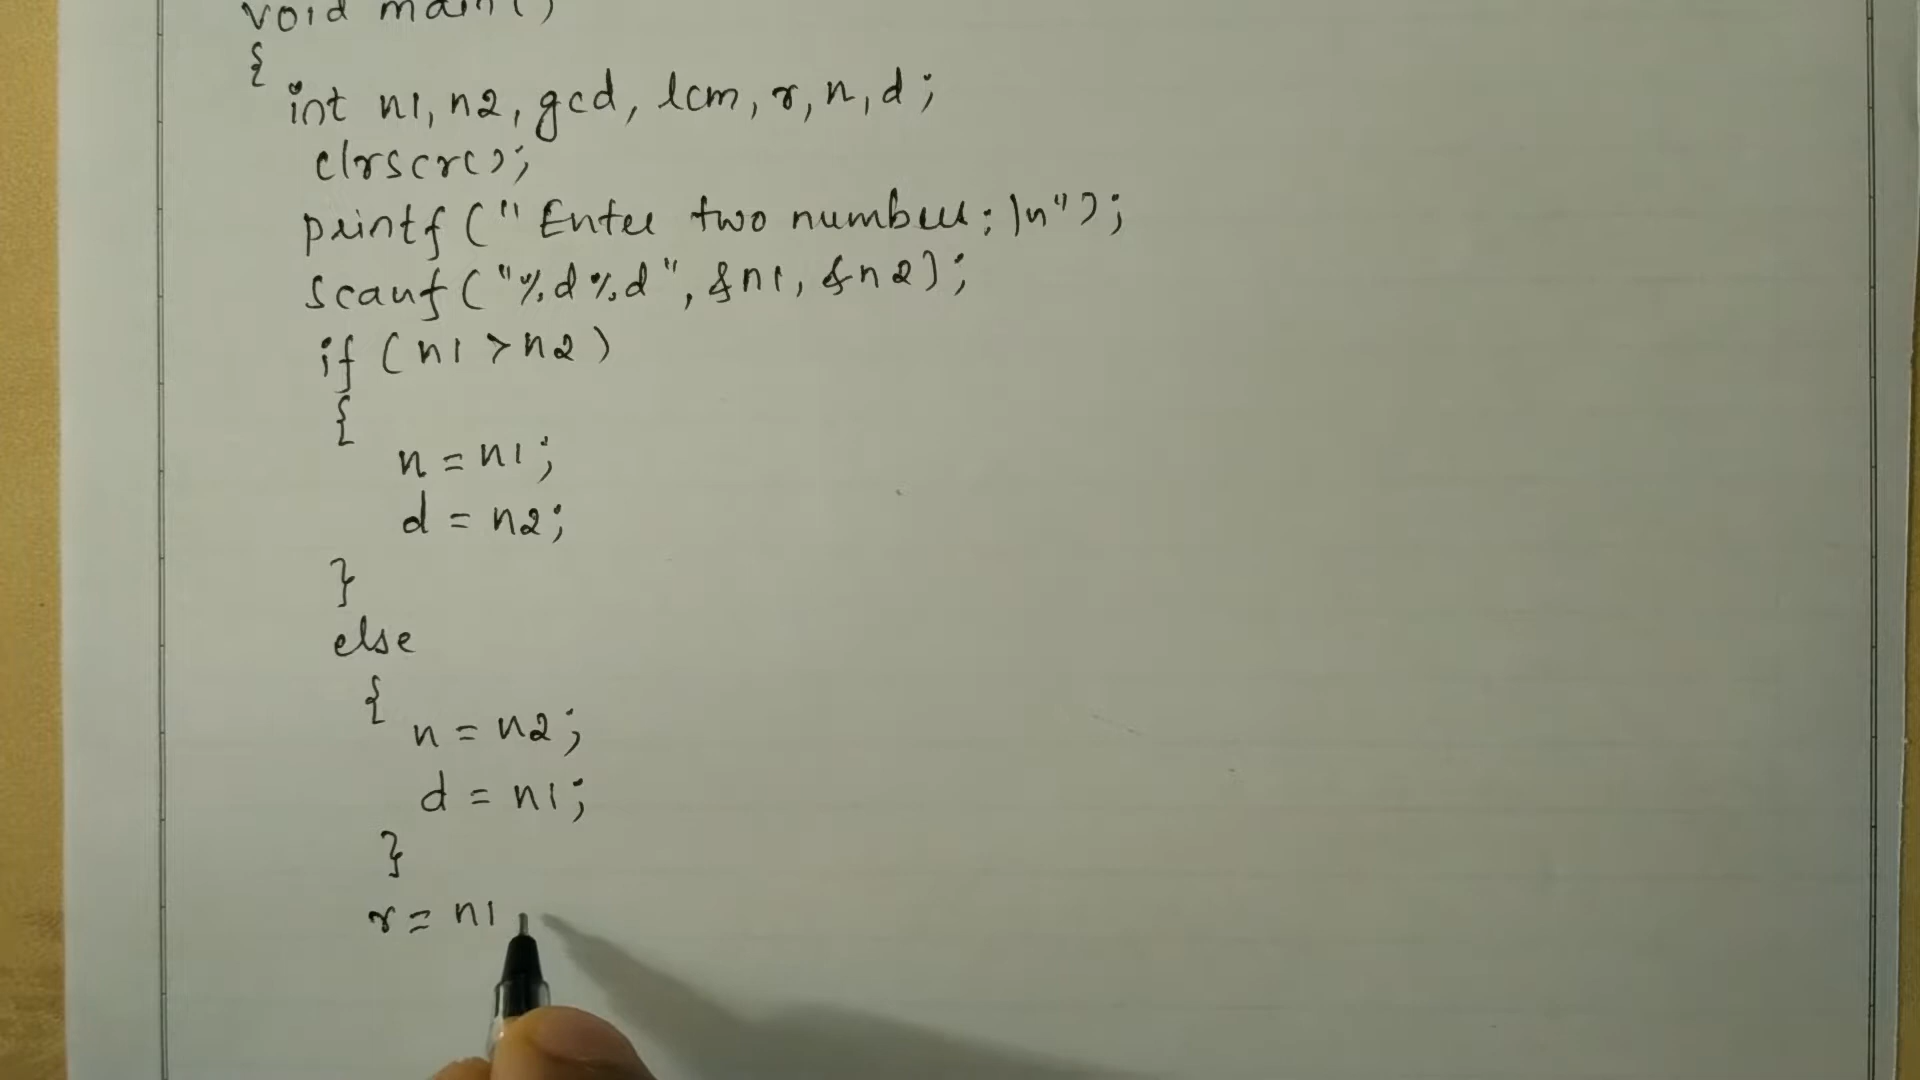 void main()
{
int n1, n2, gcd, lcm, r, n, d;
clrscr();
printf ("Enter two number: \n");
scanf ("%d%d", &n1, &n2);
if (n1 > n2)
{
n = n1;
d = n2;
}
else
{
n = n2;
d = n1;
}
r = n1